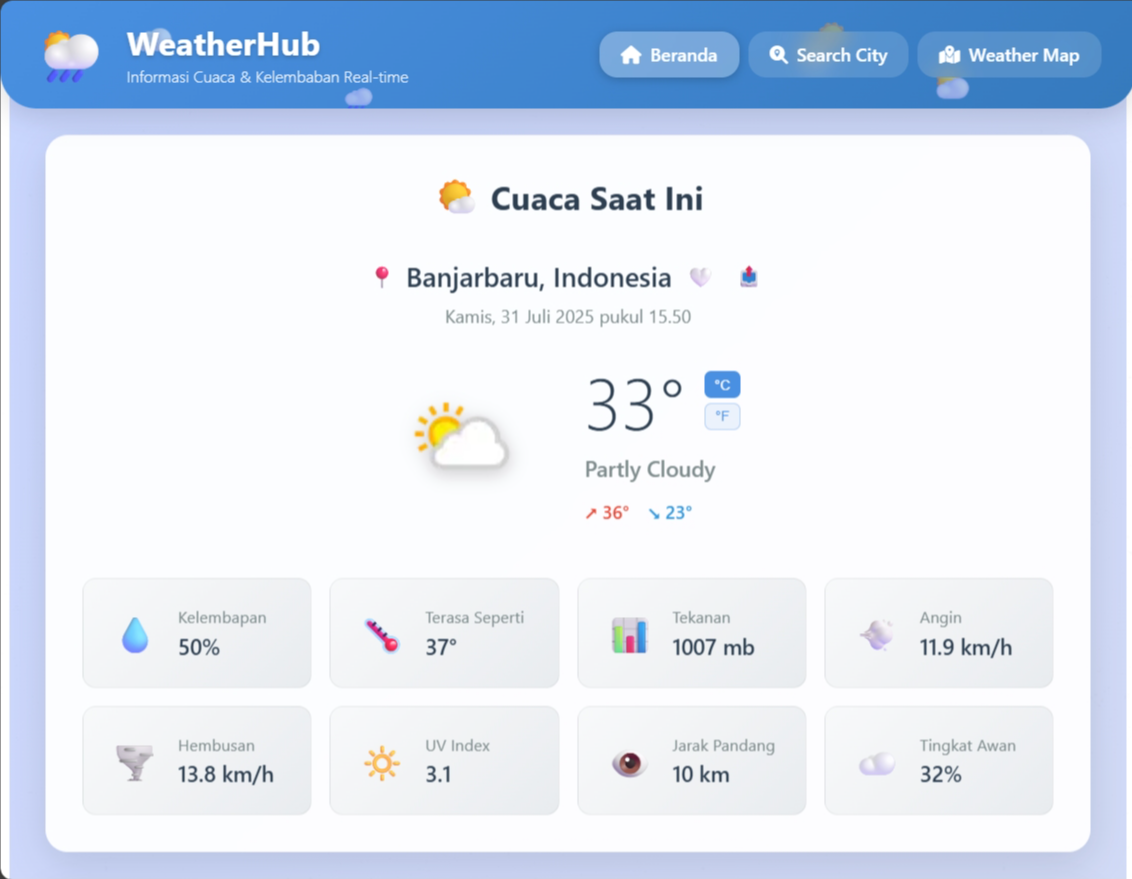 WeatherHub
Informasi Cuaca & Kelembaban Real-time
Beranda
Search City
Weather Map
Cuaca Saat Ini
Banjarbaru, Indonesia
Kamis, 31 Juli 2025 pukul 15.50
33°
°C
°F
Partly Cloudy
↗ 36° ↘ 23°
Kelembapan
50%
Terasa Seperti
37°
Tekanan
1007 mb
Angin
11.9 km/h
Hembusan
13.8 km/h
UV Index
3.1
Jarak Pandang
10 km
Tingkat Awan
32%